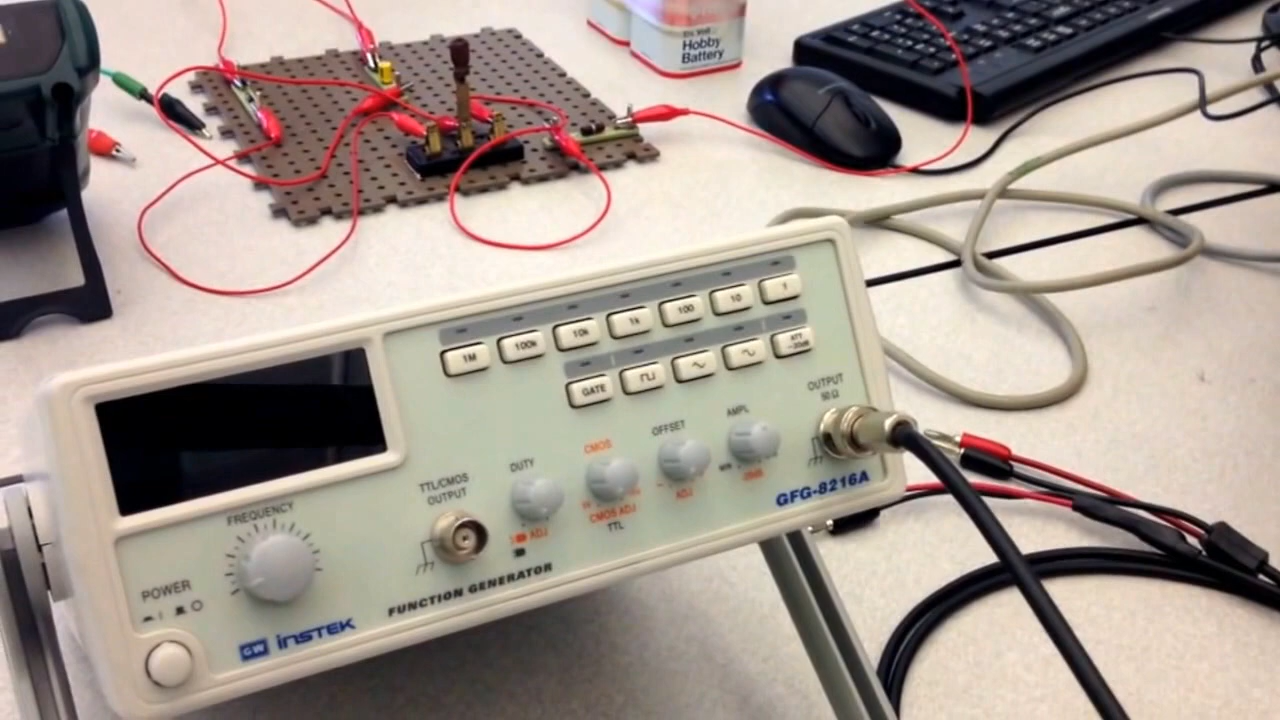 Hobby
Battery
1M 100k 10k 1k 100 10 1
GATE ATT
-20dB
OUTPUT
50Ω
AMPL
OFFSET
CMOS
DUTY
TTL/CMOS
OUTPUT
FREQUENCY
ADJ
CMOS ADJ
TTL
ADJ
GFG-8216A
POWER
FUNCTION GENERATOR
GW INSTEK